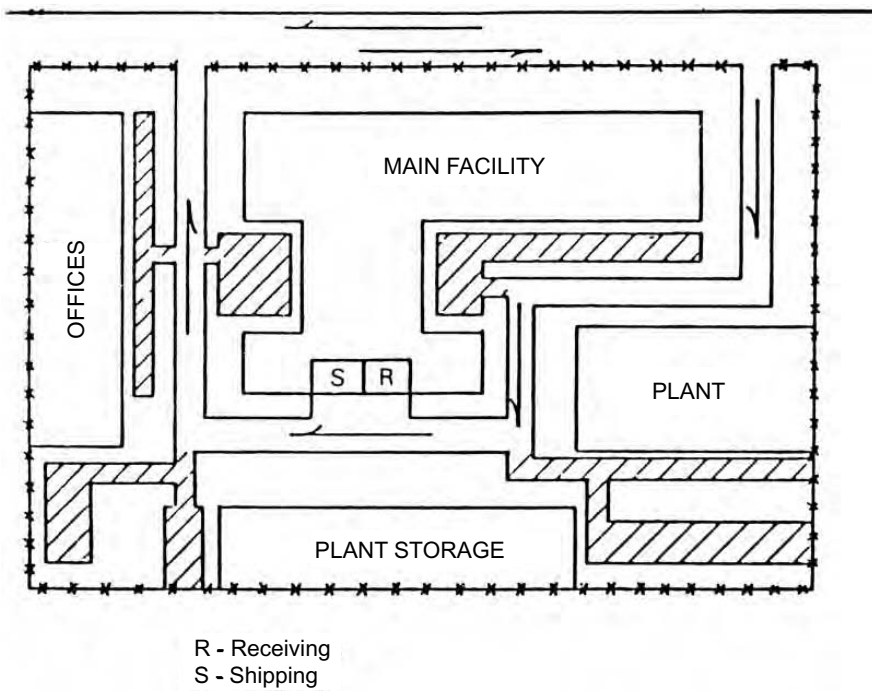 MAIN FACILITY
OFFICES
S R
PLANT
PLANT STORAGE
R - Receiving
S - Shipping